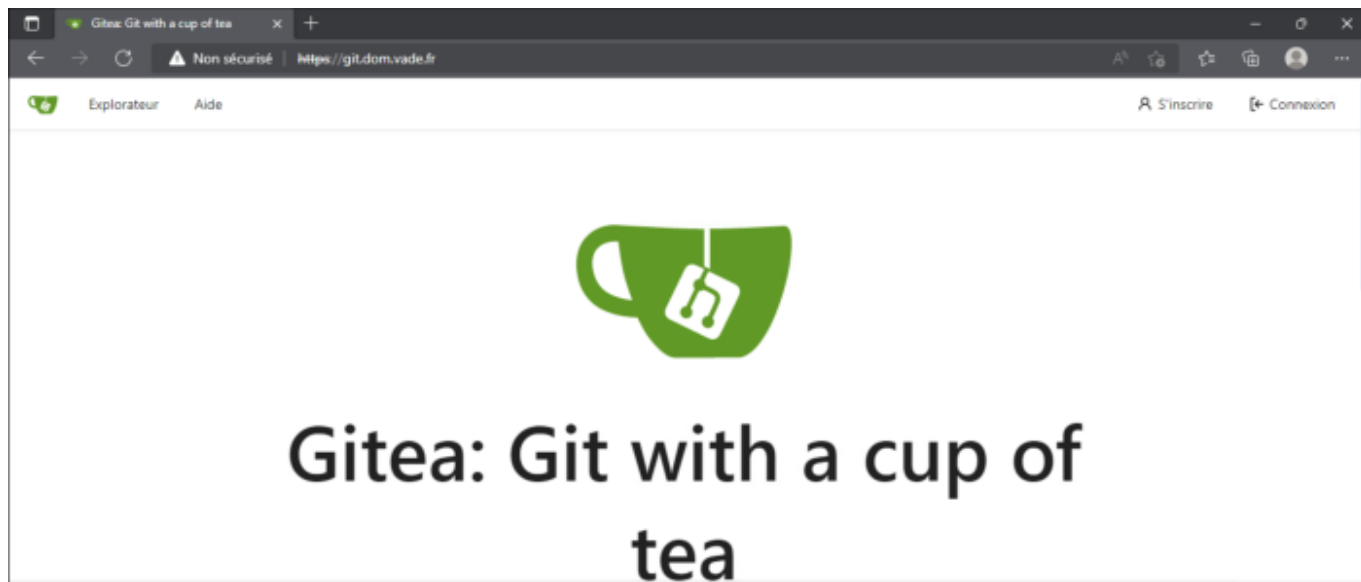 Gitea: Git with a cup of tea
Non sécurisé https://git.dom.vade.fr
Explorateur Aide S'inscrire Connexion
Gitea: Git with a cup of
tea